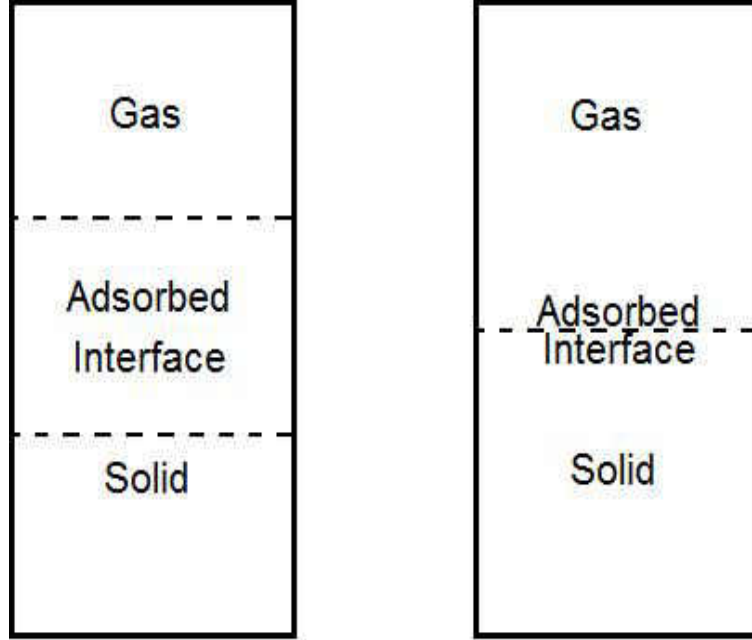 Gas
Adsorbed
Interface
Solid
Gas
Adsorbed
Interface
Solid